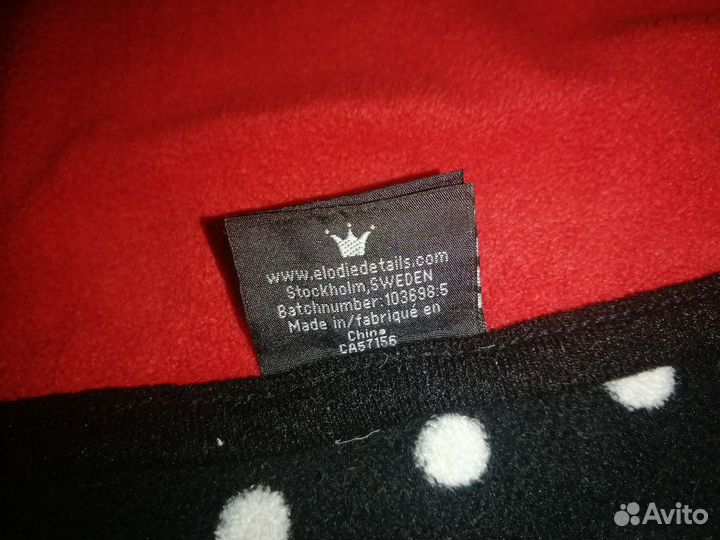 www.elodiedetails.com
Stockholm,SWEDEN
Batchnumber:103698:5
Made in/fabriqué en
China
CA57156
Avito